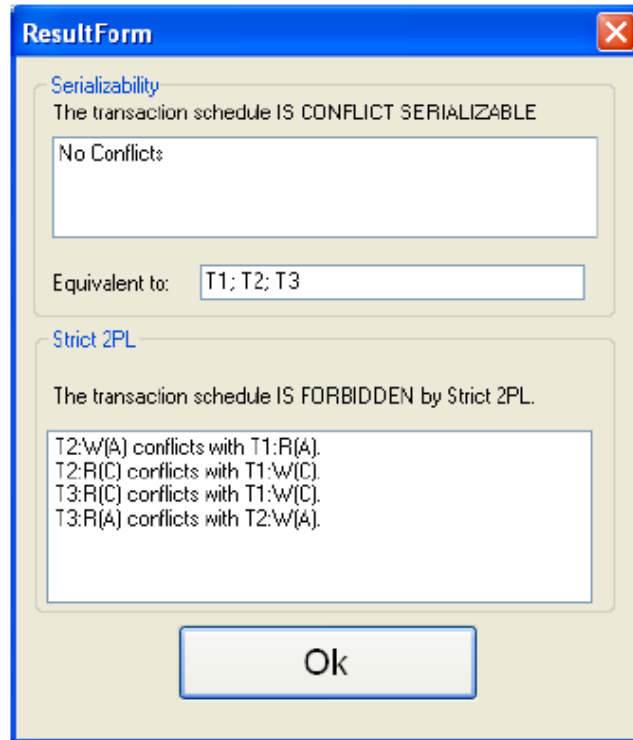 ResultForm
Serializability
The transaction schedule IS CONFLICT SERIALIZABLE
No Conflicts
Equivalent to: T1; T2; T3
Strict 2PL
The transaction schedule IS FORBIDDEN by Strict 2PL.
T2:W(A) conflicts with T1:R(A).
T2:R(C) conflicts with T1:W(C).
T3:R(C) conflicts with T1:W(C).
T3:R(A) conflicts with T2:W(A).
Ok